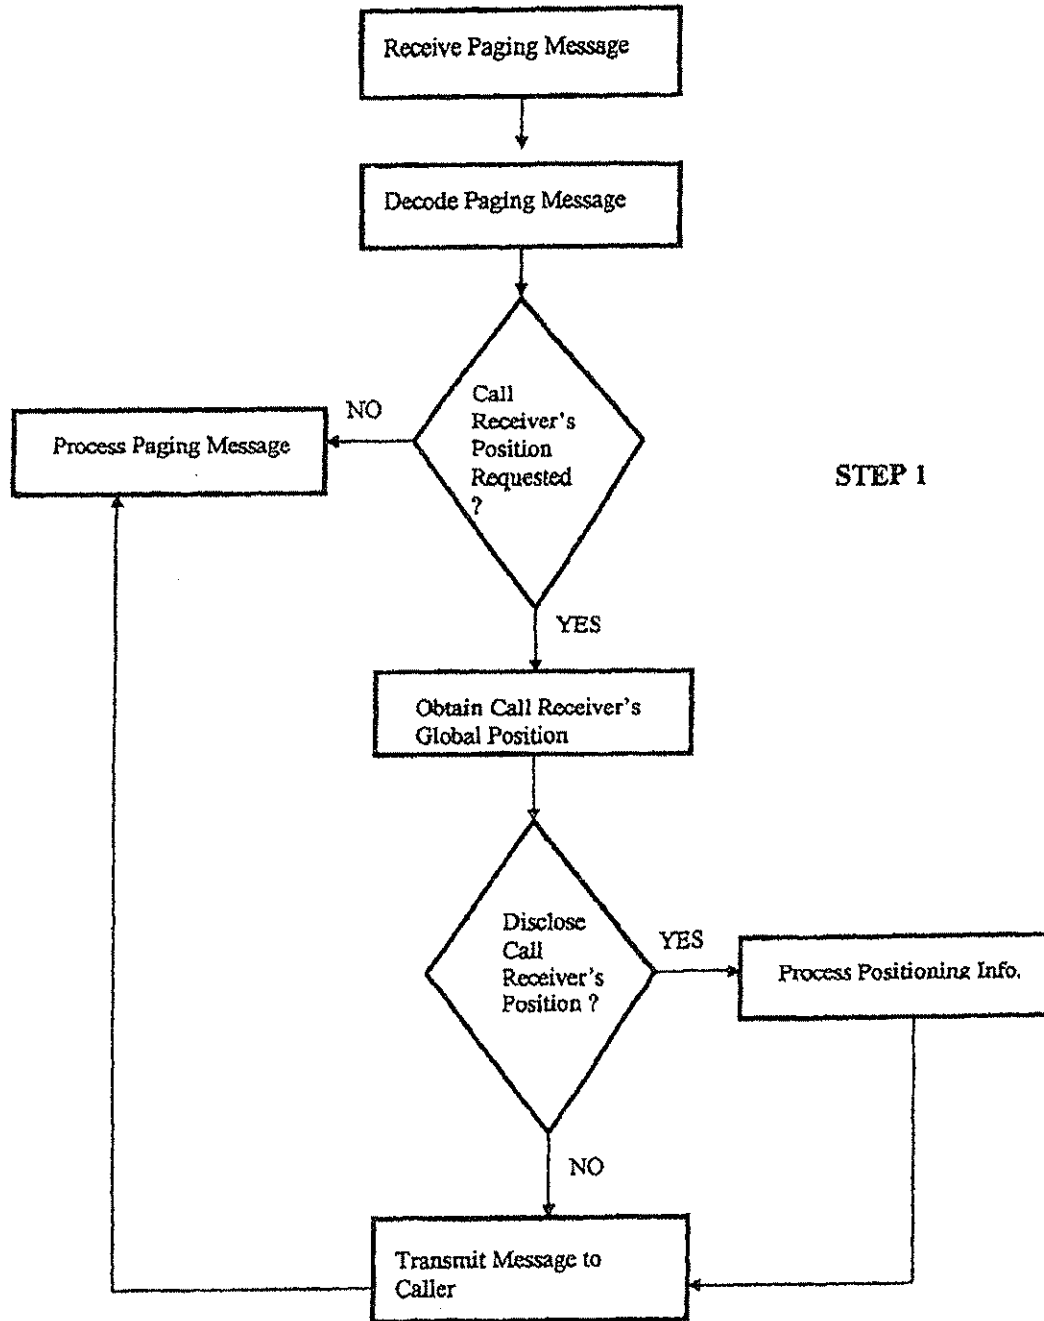 Receive Paging Message
Decode Paging Message
Call
Receiver's
Position
Requested
?
NO
Process Paging Message
STEP 1
YES
Obtain Call Receiver's
Global Position
Disclose
Call
Receiver's
Position ?
YES
Process Positioning Info.
NO
Transmit Message to
Caller